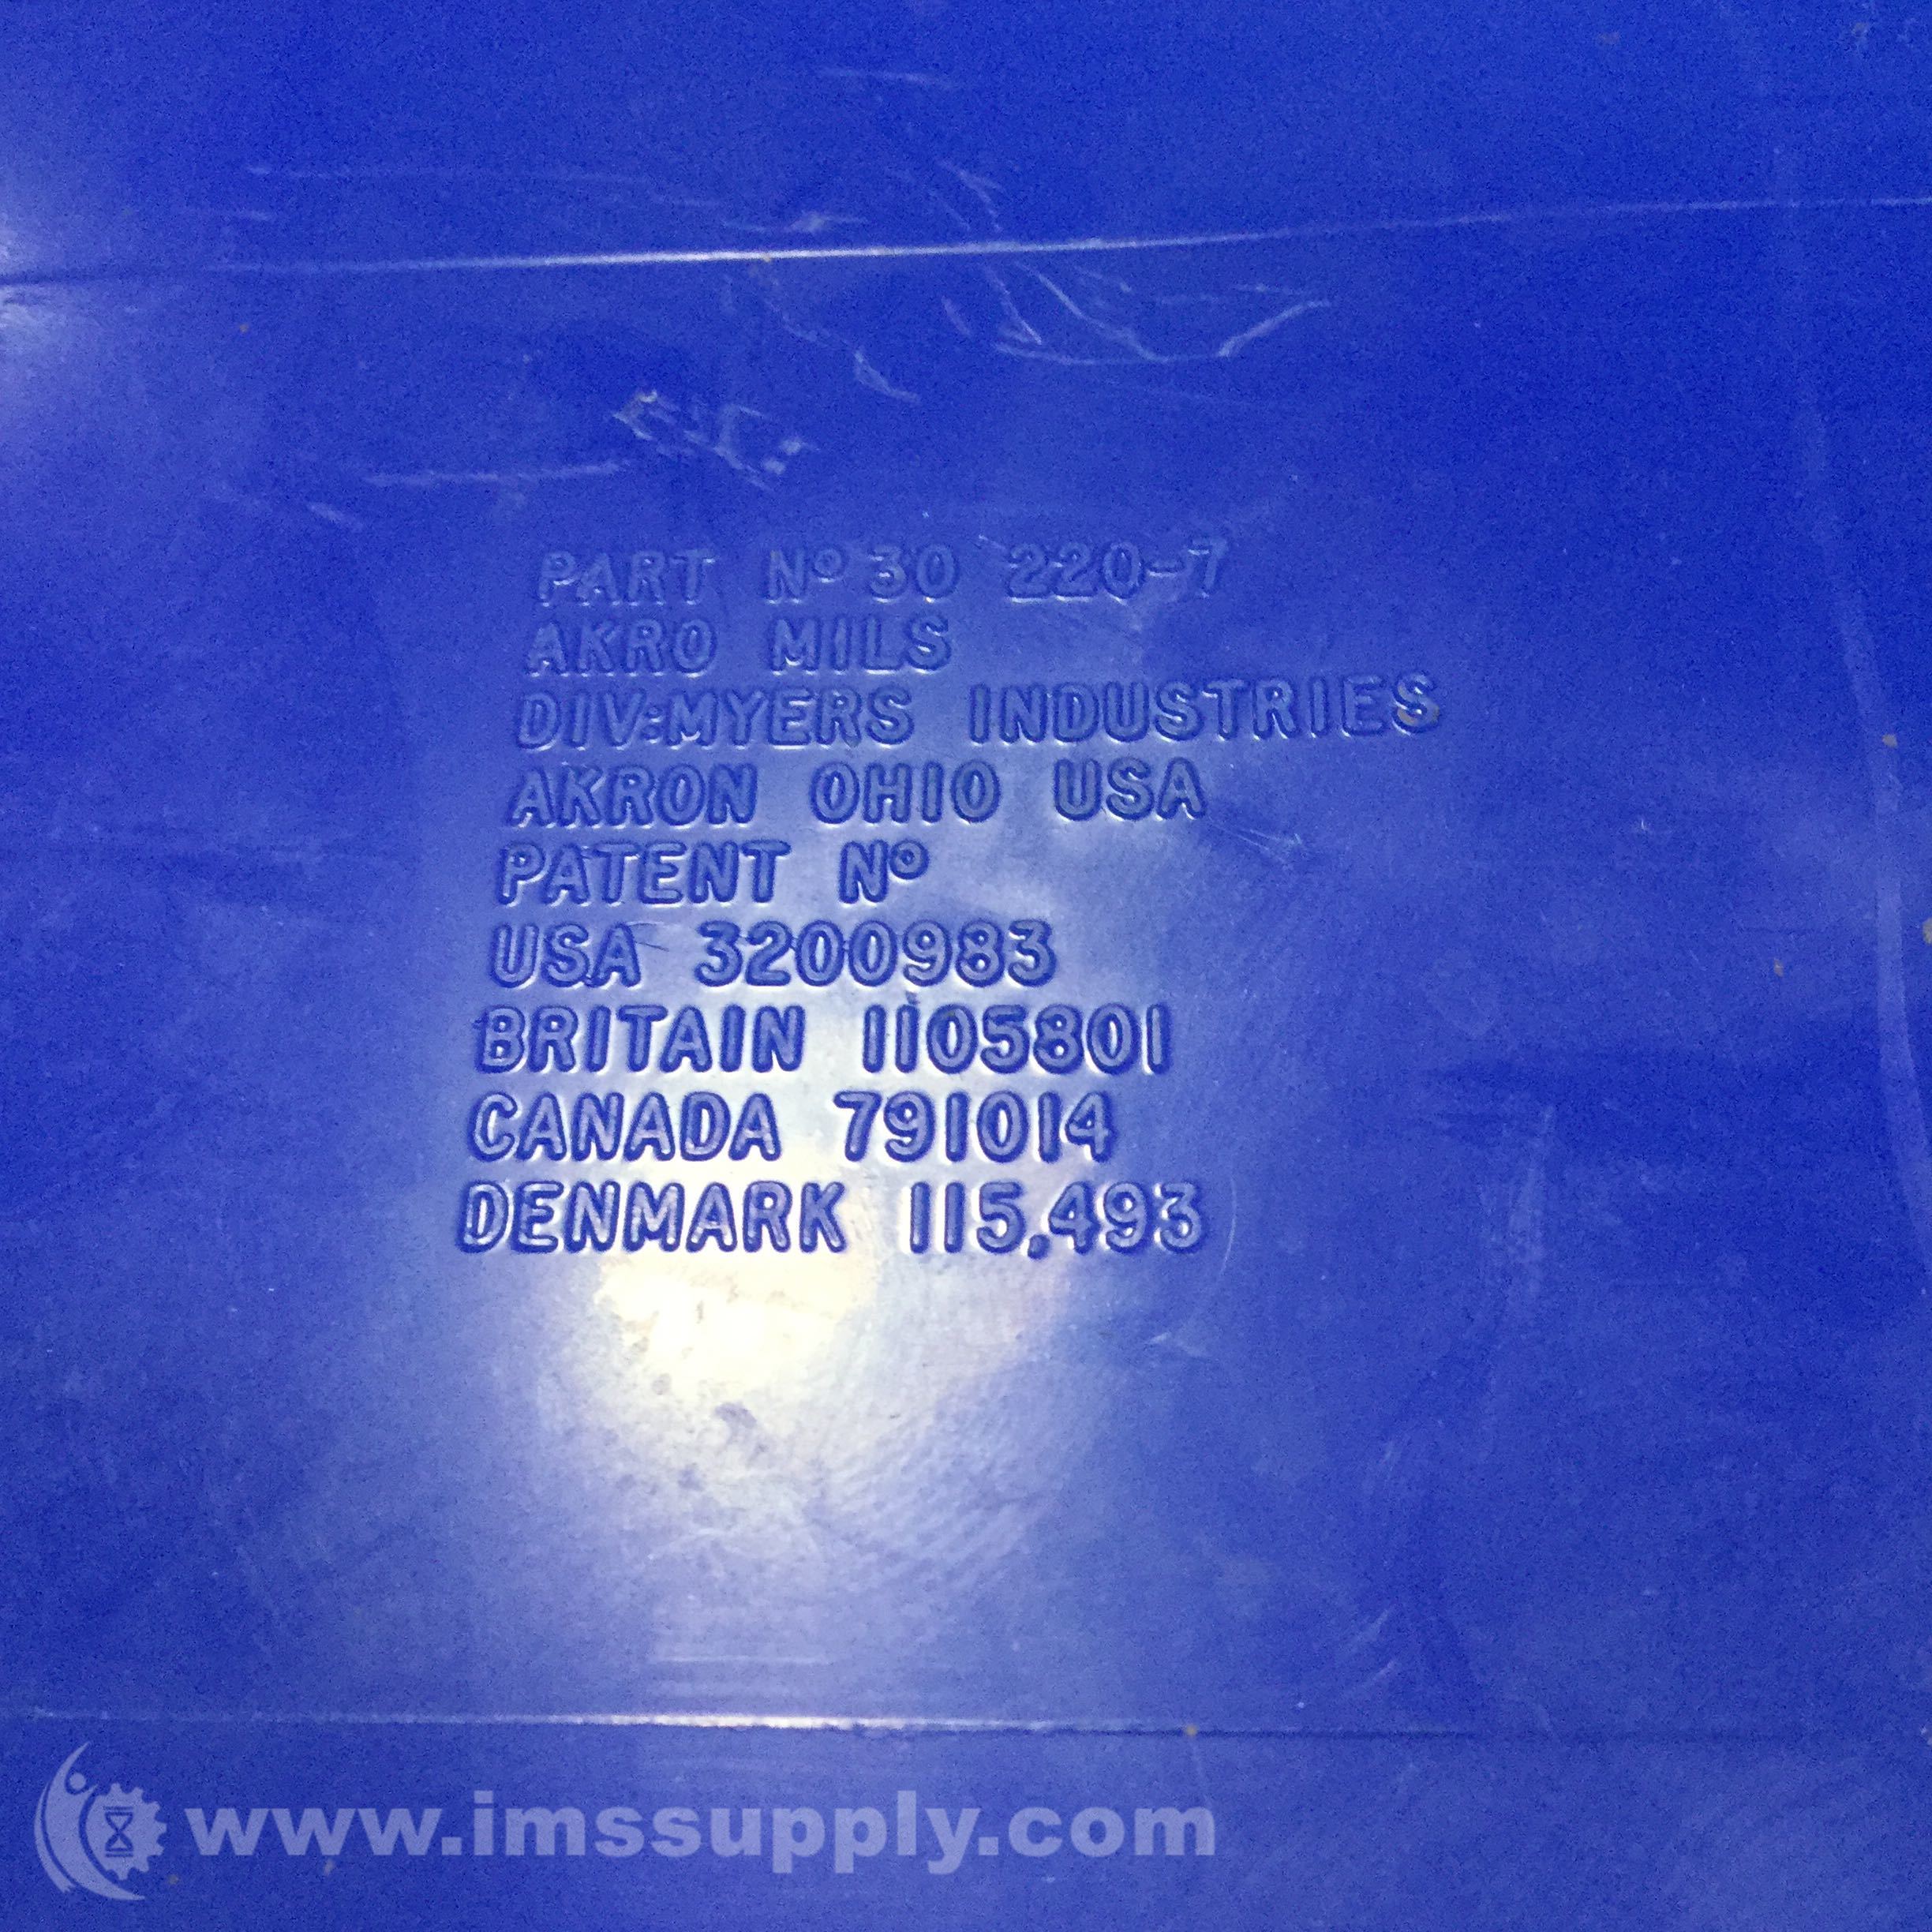 PART Nº 30 220-7
AKRO MILS
DIV:MYERS INDUSTRIES
AKRON OHIO USA
PATENT Nº
USA 3200983
BRITAIN 1105801
CANADA 791014
DENMARK 115,493
www.imssupply.com